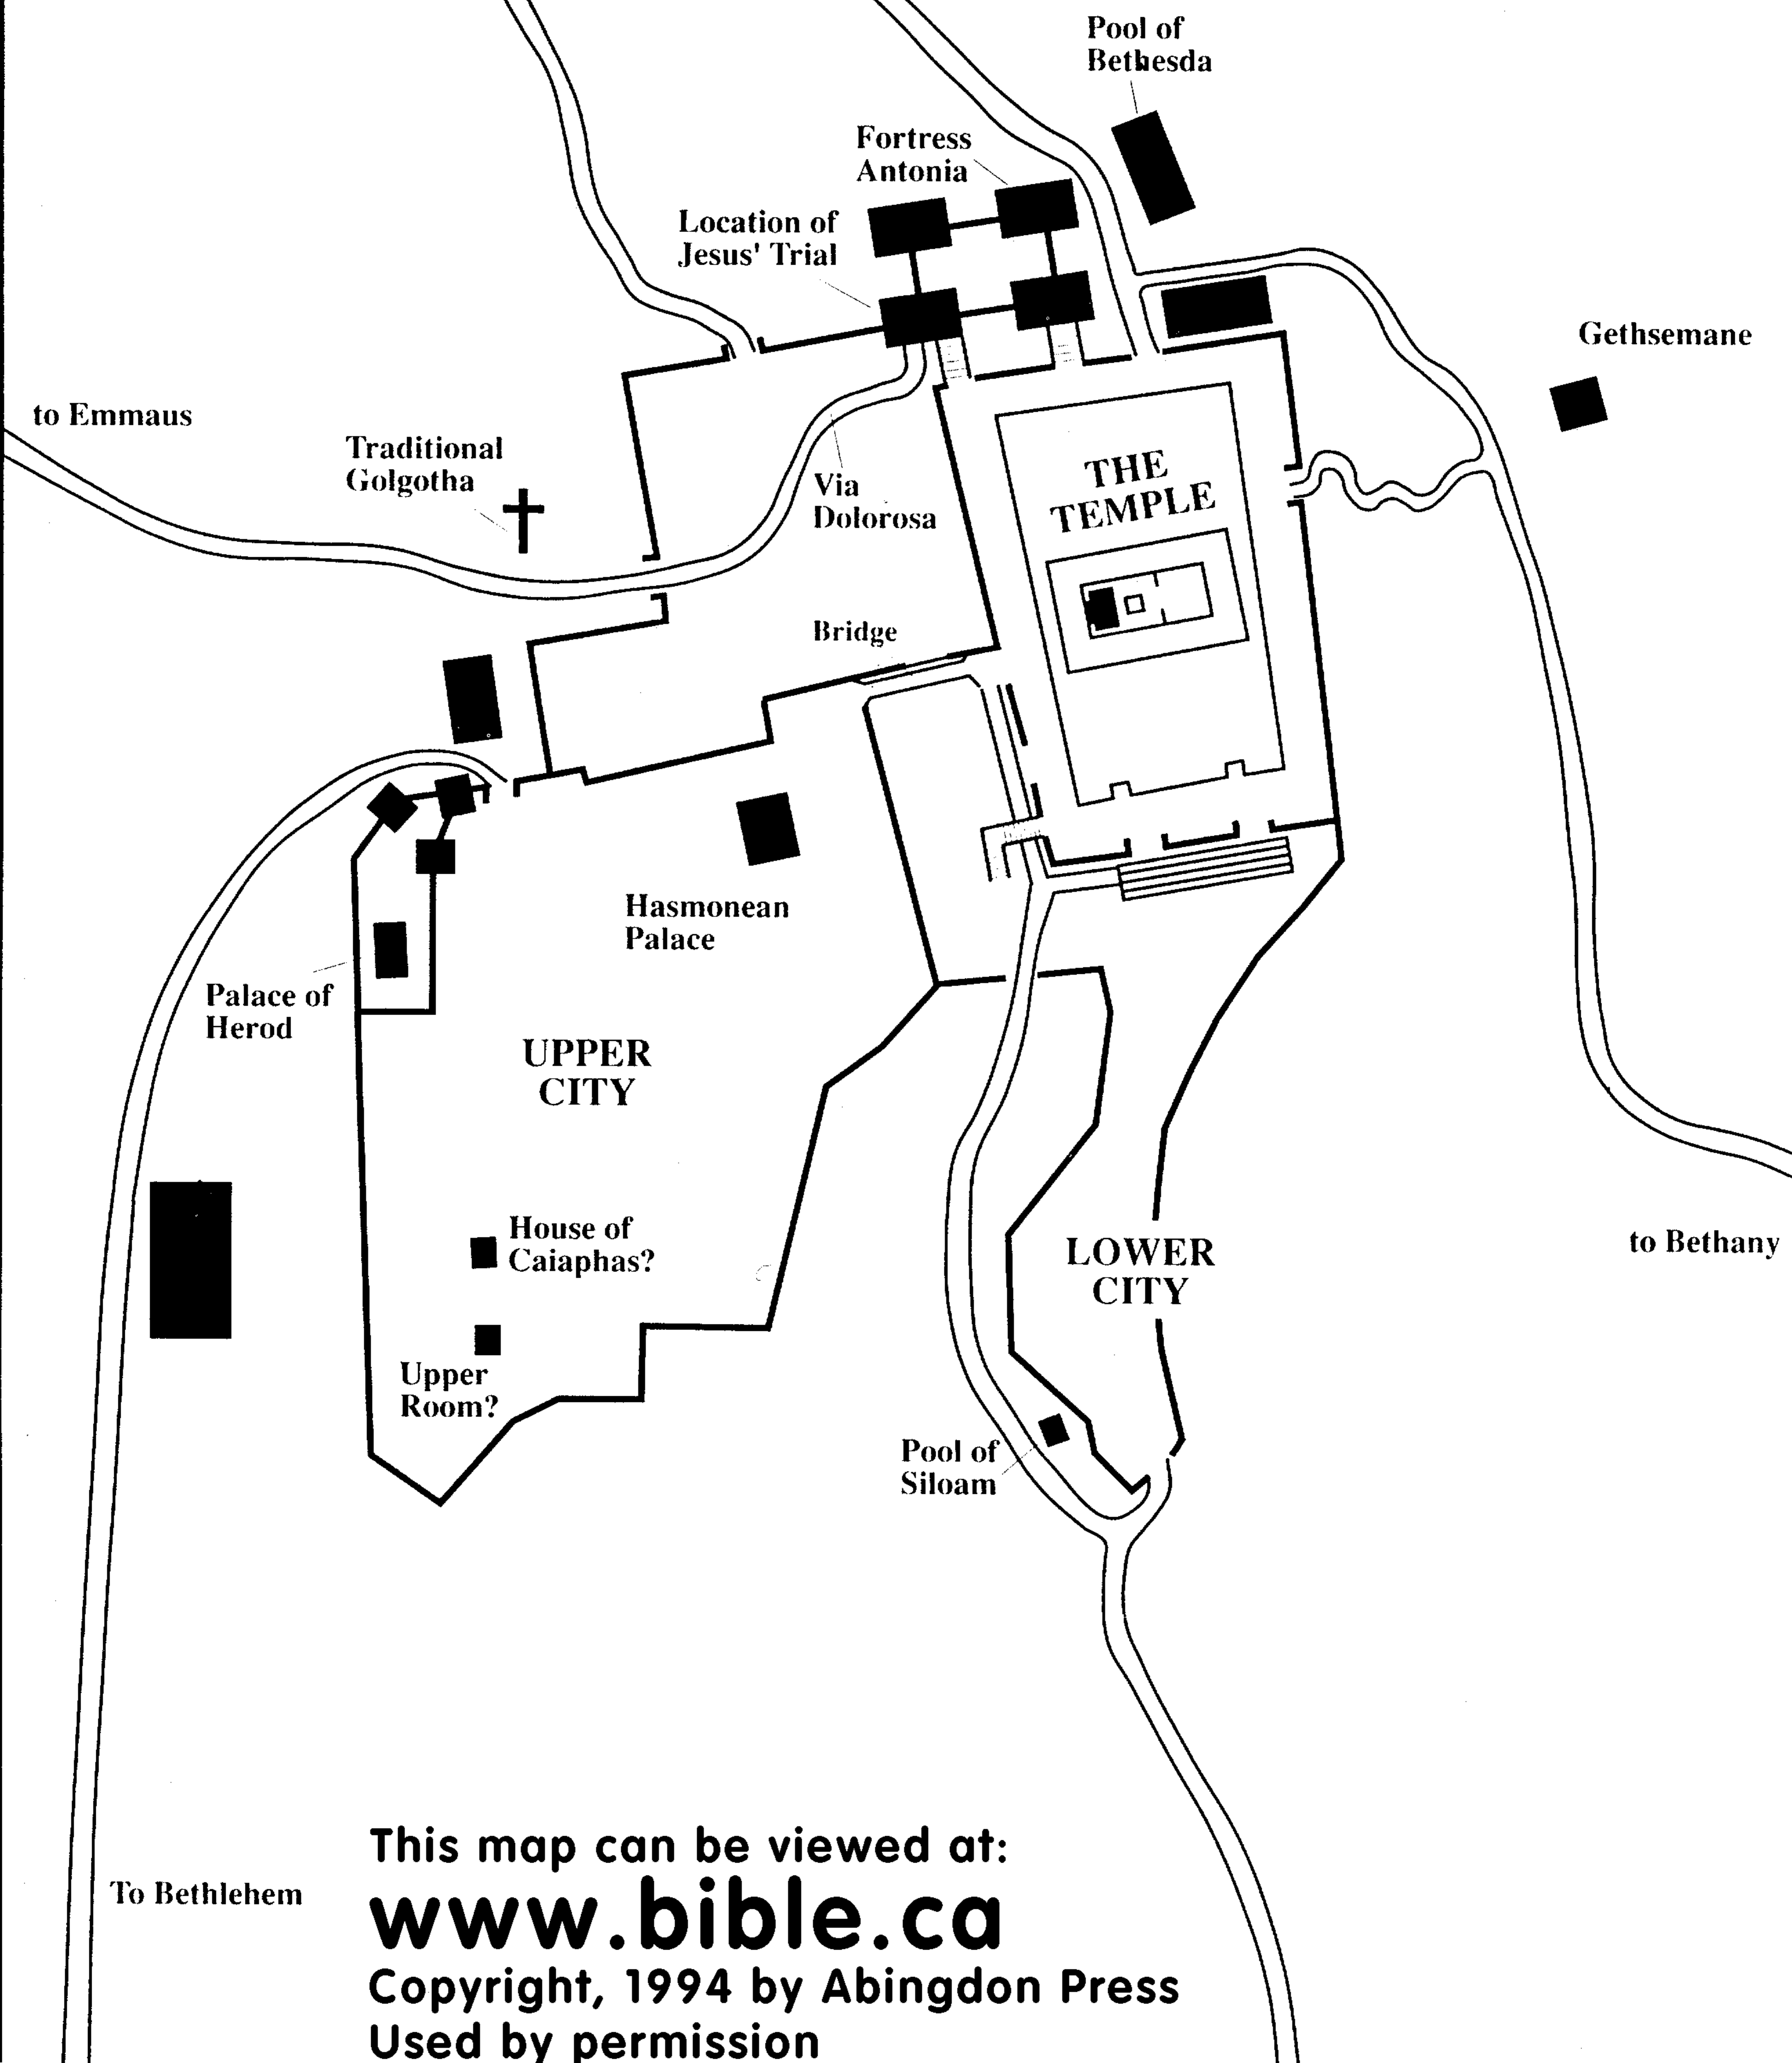 Pool of
Bethesda
Fortress
Antonia
Location of
Jesus' Trial
Gethsemane
to Emmaus
Traditional
Golgotha
THE
TEMPLE
Via
Dolorosa
Bridge
Hasmonean
Palace
Palace of
Herod
UPPER
CITY
House of
Caiaphas?
LOWER
CITY
to Bethany
Upper
Room?
Pool of
Siloam
This map can be viewed at:
To Bethlehem
www.bible.ca
Copyright, 1994 by Abingdon Press
Used by permission